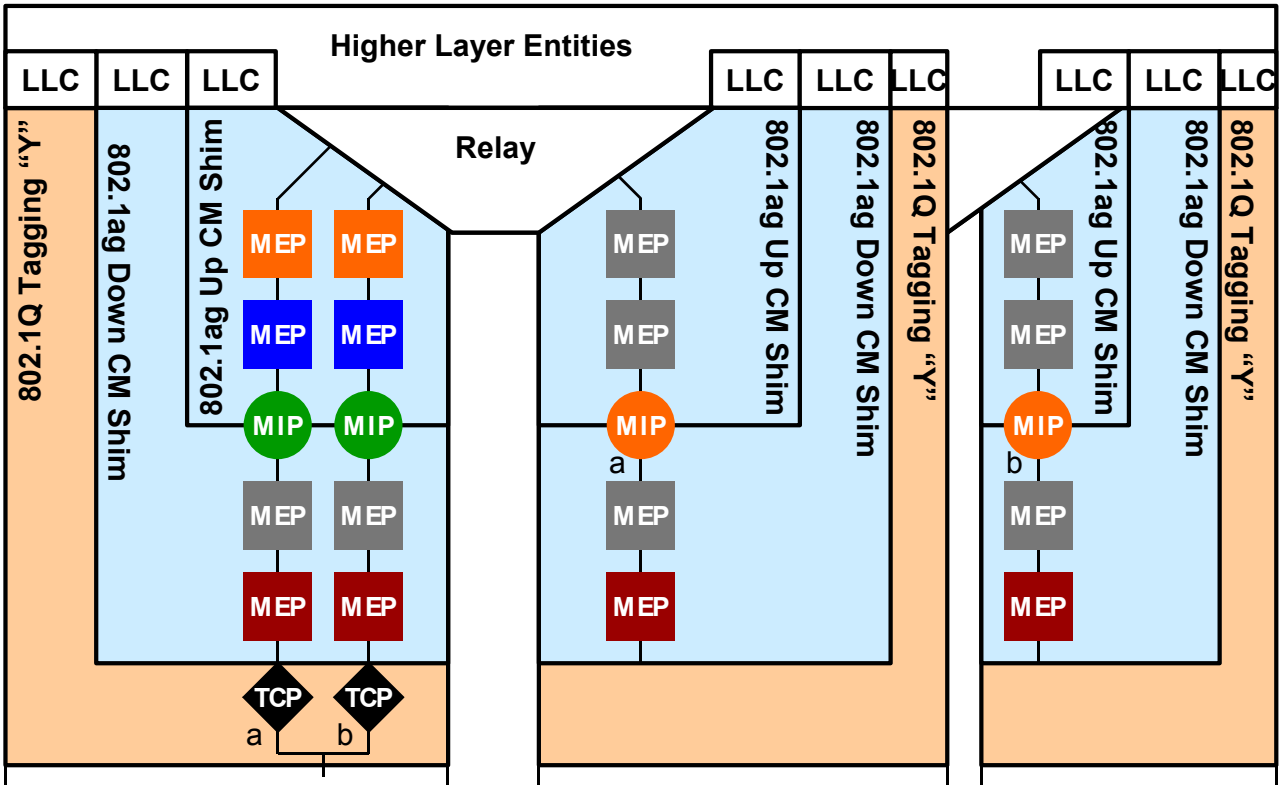 Higher Layer Entities
LLC LLC LLC LLC LLC LLC LLC LLC LLC
Relay
802.1Q Tagging “Y”
802.1ag Down CM Shim
802.1ag Up CM Shim
802.1ag Up CM Shim
802.1ag Down CM Shim
802.1Q Tagging “Y”
802.1ag Up CM Shim
802.1ag Down CM Shim
802.1Q Tagging “Y”
MEP MEP MEP MEP
MEP MEP MEP MEP
MIP MIP MIP MIP
a b
MEP MEP MEP MEP
MEP MEP MEP MEP
TCP TCP
a b